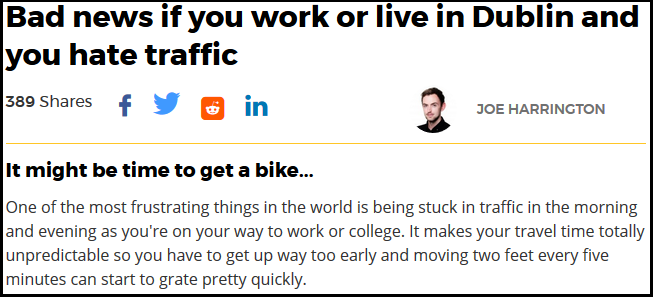 Bad news if you work or live in Dublin and
you hate traffic
389 Shares
JOE HARRINGTON
It might be time to get a bike...
One of the most frustrating things in the world is being stuck in traffic in the morning
and evening as you're on your way to work or college. It makes your travel time totally
unpredictable so you have to get up way too early and moving two feet every five
minutes can start to grate pretty quickly.